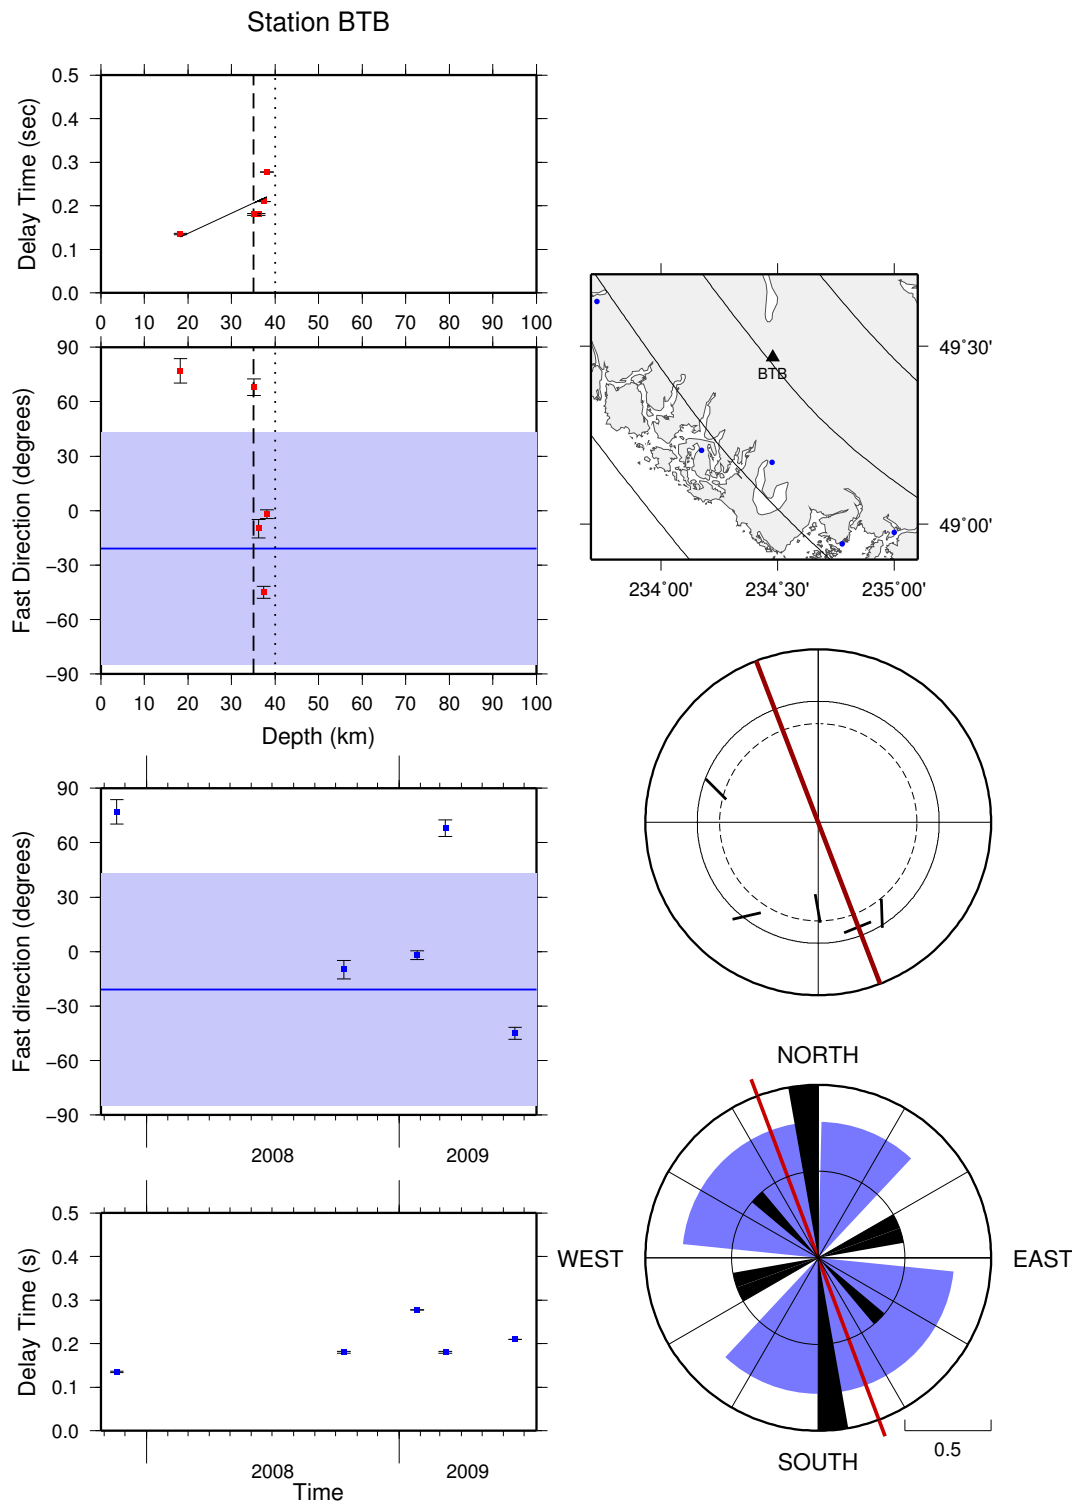 Station BTB
Delay Time (sec)
0.5
0.4
0.3
0.2
0.1
0.0
0 10 20 30 40 50 60 70 80 90 100
Fast Direction (degrees)
90
60
30
0
−30
−60
−90
0 10 20 30 40 50 60 70 80 90 100
Depth (km)
BTB
49˚30'
49˚00'
234˚00' 234˚30' 235˚00'
Fast direction (degrees)
90
60
30
0
−30
−60
−90
2008 2009
Delay Time (s)
0.5
0.4
0.3
0.2
0.1
0.0
2008 2009
Time
NORTH
WEST
EAST
SOUTH
0.5